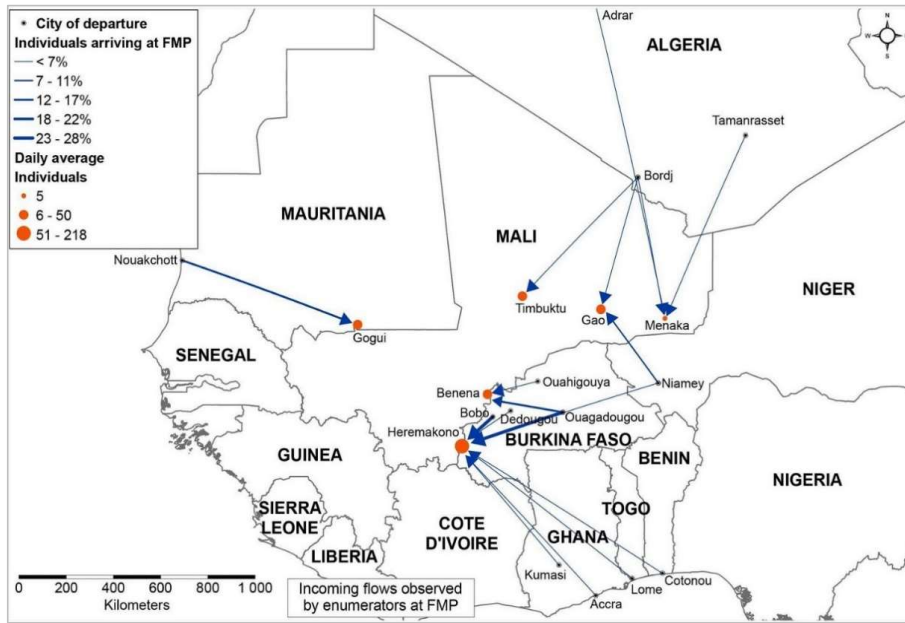 City of departure
Individuals arriving at FMP
< 7%
7 - 11%
12 - 17%
18 - 22%
23 - 28%
Daily average
Individuals
5
6 - 50
51 - 218
Adrar
ALGERIA
N
W
S
Tamanrasset
Bordj
MAURITANIA
MALI
Nouakchott
NIGER
Timbuktu
Gao
Menaka
Gogui
SENEGAL
Ouahigouya
Niamey
Benena
Bobo
Dedougou
Ouagadougou
Heremakono
BURKINA FASO
GUINEA
BENIN
NIGERIA
SIERRA
LEONE
TOGO
COTE
D'IVOIRE
GHANA
LIBERIA
Kumasi
Cotonou
Lome
Accra
0 200 400 600 800 1 000
Kilometers
Incoming flows observed
by enumerators at FMP